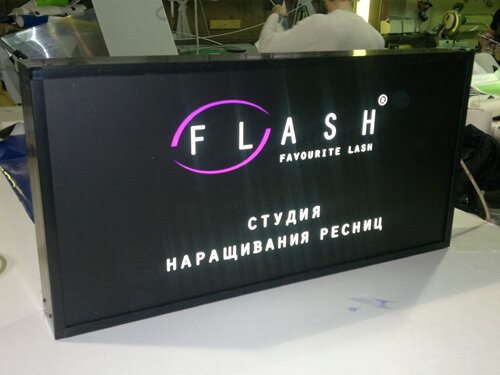 FLASH®
FAVOURITE LASH
СТУДИЯ
НАРАЩИВАНИЯ РЕСНИЦ